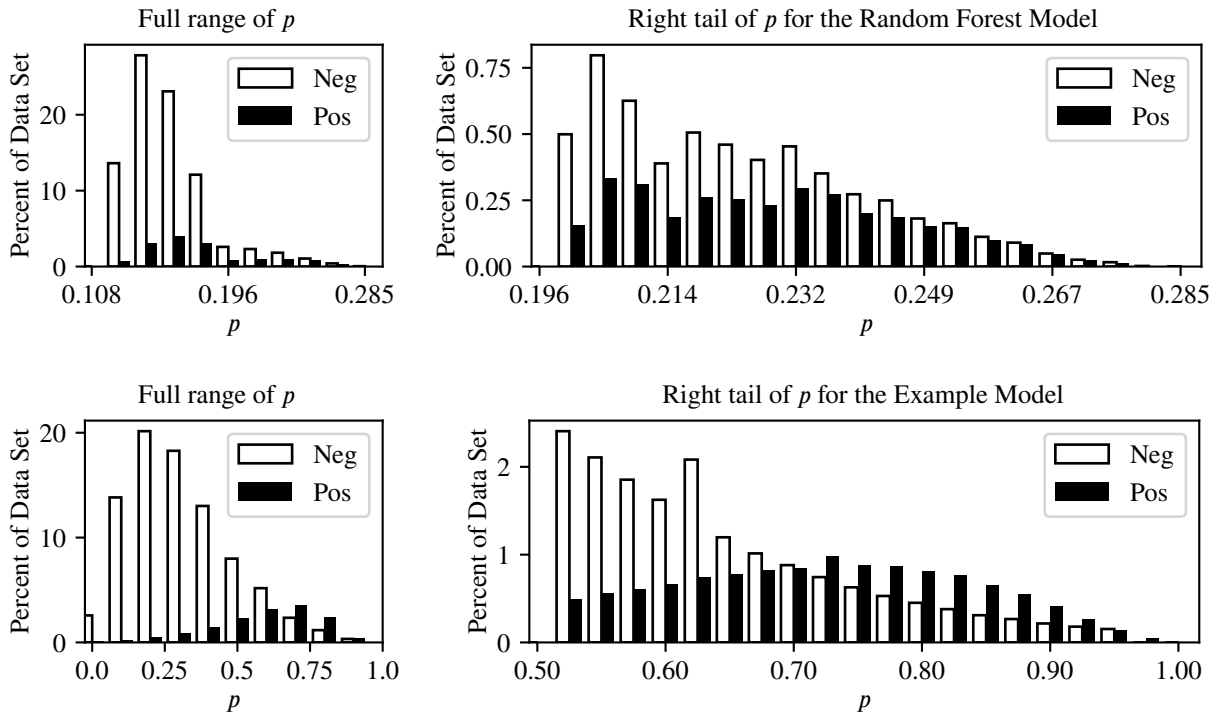 Full range of p
Percent of Data Set
20
10
0
Neg
Pos
0.108
0.196
0.285
p
Right tail of p for the Random Forest Model
Percent of Data Set
0.75
0.50
0.25
0.00
Neg
Pos
0.196
0.214
0.232
0.249
0.267
0.285
p
Full range of p
Percent of Data Set
20
10
0
Neg
Pos
0.0
0.25
0.5
0.75
1.0
p
Right tail of p for the Example Model
Percent of Data Set
2
1
0
Neg
Pos
0.50
0.60
0.70
0.80
0.90
1.00
p